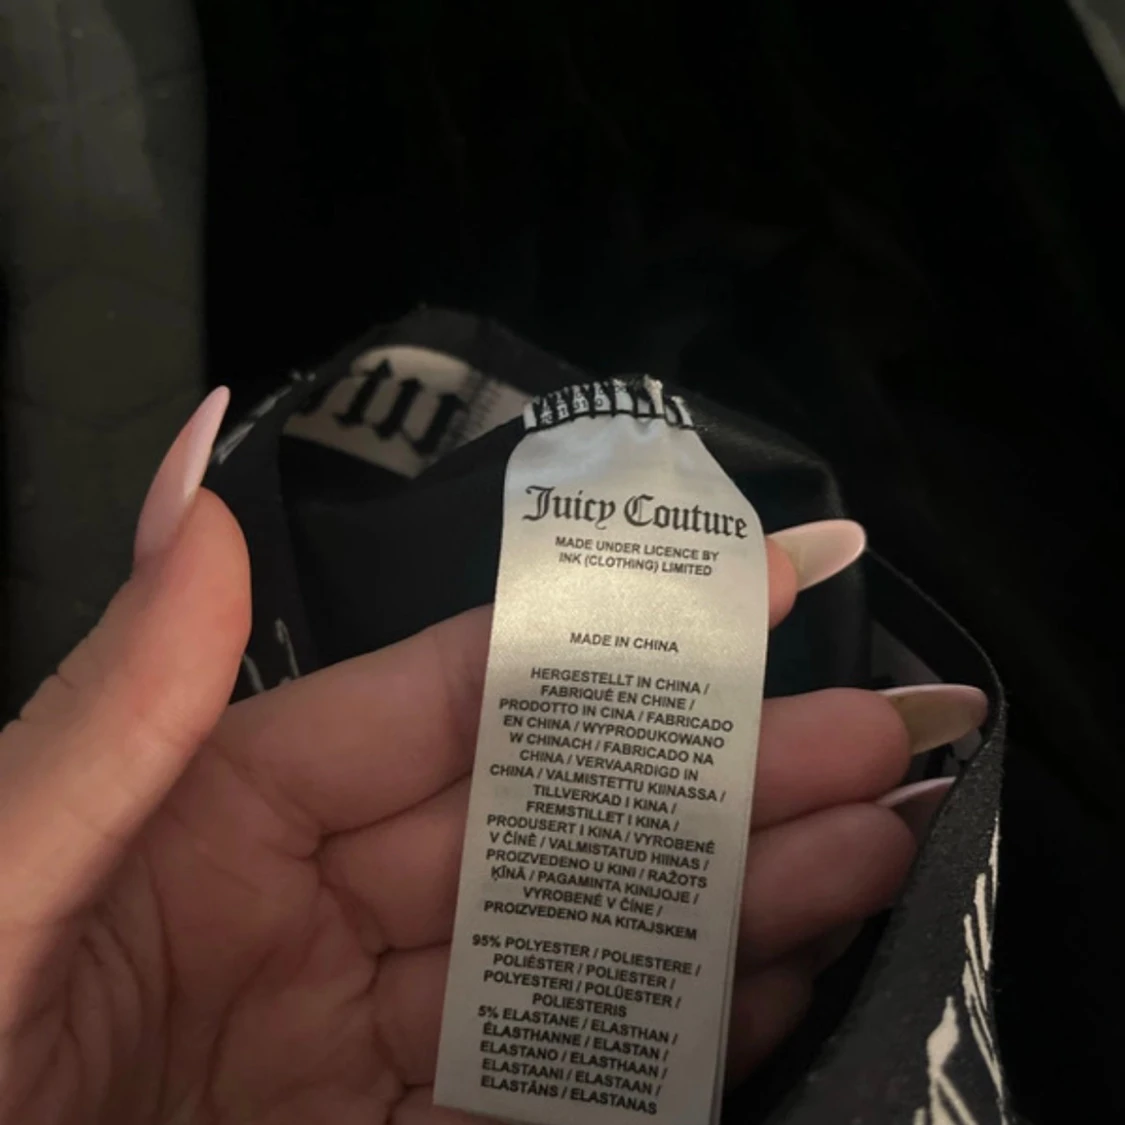 Juicy Couture
MADE UNDER LICENCE BY
INK (CLOTHING) LIMITED
MADE IN CHINA
HERGESTELLT IN CHINA /
FABRIQUÉ EN CHINE /
PRODOTTO IN CINA / FABRICADO
EN CHINA / WYPRODUKOWANO
W CHINACH / FABRICADO NA
CHINA / VERVAARDIGD IN
CHINA / VALMISTETTU KIINASSA /
TILLVERKAD I KINA /
FREMSTILLET I KINA /
PRODUSERT I KINA / VYROBENÉ
V ČÍNĚ / VALMISTATUD HIINAS /
PROIZVEDENO U KINI / RAŽOTS
ĶĪNĀ / PAGAMINTA KINIJOJE /
VYROBENÉ V ČÍNE /
PROIZVEDENO NA KITAJSKEM
95% POLYESTER / POLIESTERE /
POLIÉSTER / POLIESTER /
POLYESTERI / POLÜESTER /
POLIESTERIS
5% ELASTANE / ELASTHAN /
ÉLASTHANNE / ELASTAN /
ELASTANO / ELASTHAAN /
ELASTAANI / ELASTAAN /
ELASTĀNS / ELASTANAS